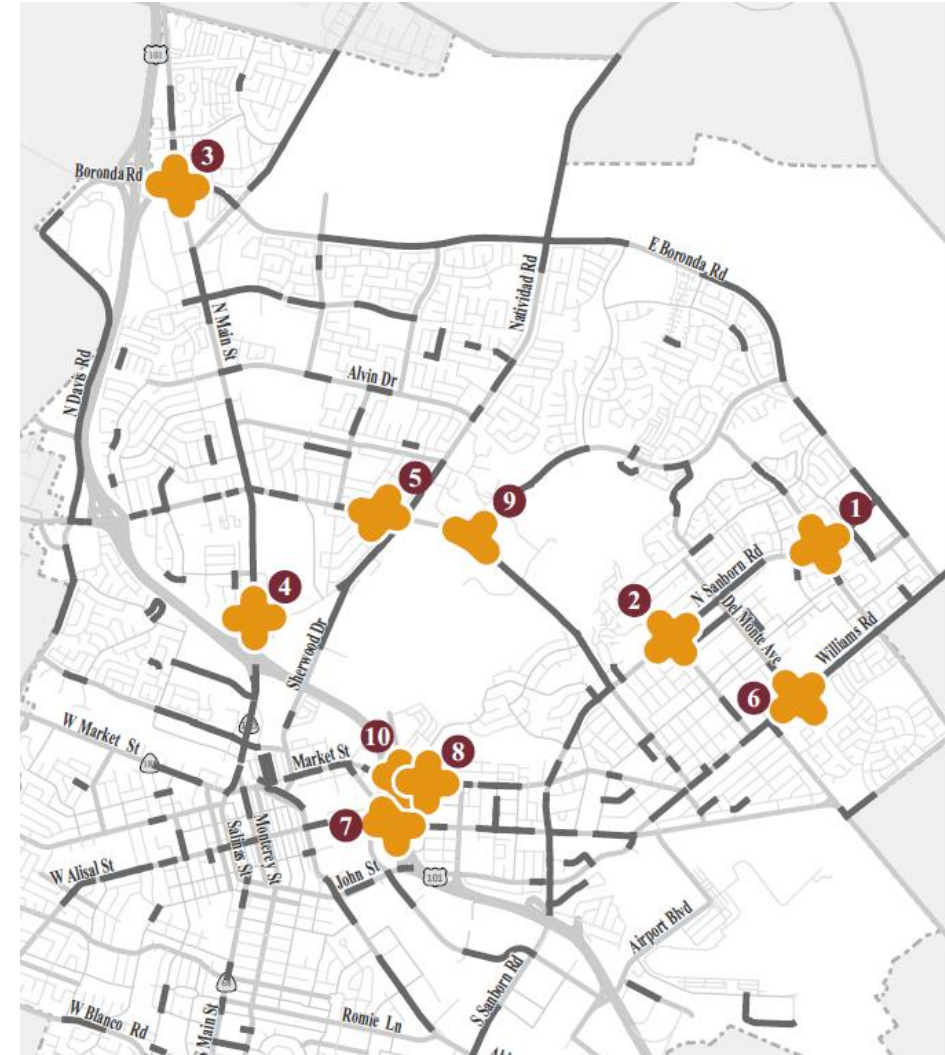 101
3
Boronda Rd
E Boronda Rd
Natividad Rd
N Main St
N Davis Rd
Alvin Dr
5
9
1
N Sanborn Rd
4
2
Del Monte Ave
Williams Rd
Sherwood Dr
6
W Market St
10
8
Market St
7
Salinas St
Monterey St
W Alisal St
John St
101
Airport Blvd
S Sanborn Rd
W Blanco Rd
S Main St
Romie Ln